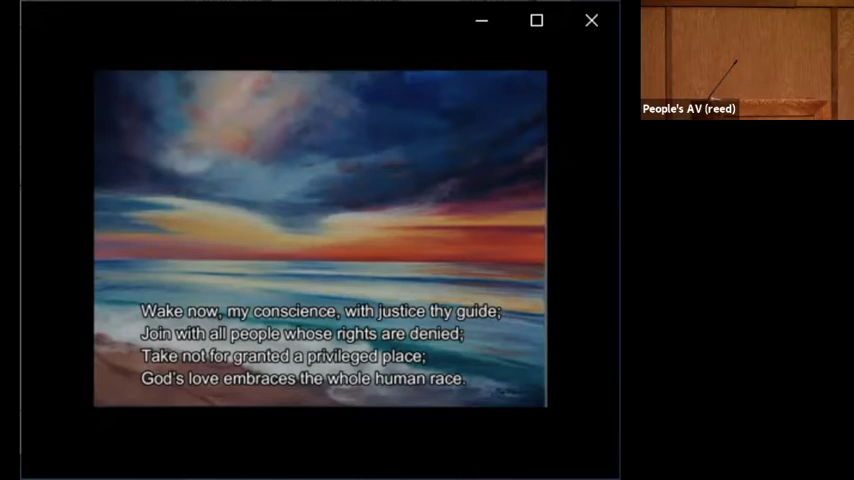 Wake now, my conscience, with justice thy guide;
Join with all people whose rights are denied;
Take not for granted a privileged place;
God's love embraces the whole human race.
People's AV (reed)